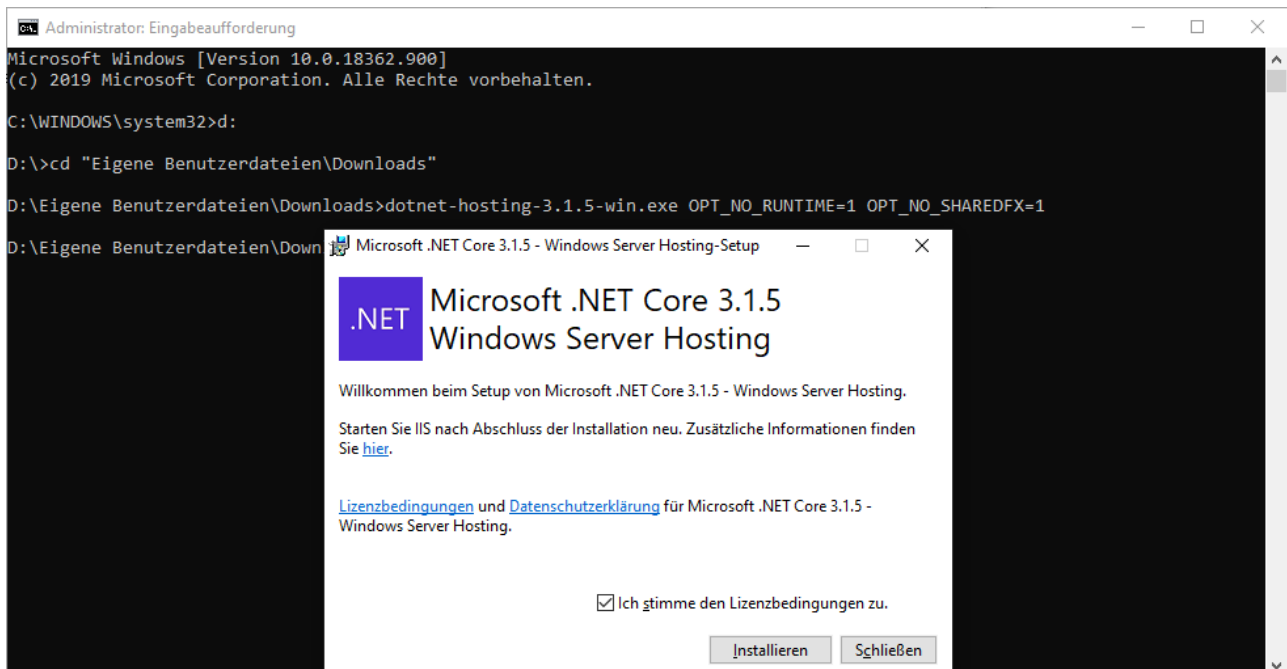 Administrator: Eingabeaufforderung
Microsoft Windows [Version 10.0.18362.900]
(c) 2019 Microsoft Corporation. Alle Rechte vorbehalten.
C:\WINDOWS\system32>d:
D:\>cd "Eigene Benutzerdateien\Downloads"
D:\Eigene Benutzerdateien\Downloads>dotnet-hosting-3.1.5-win.exe OPT_NO_RUNTIME=1 OPT_NO_SHAREDFX=1
D:\Eigene Benutzerdateien\Down
Microsoft .NET Core 3.1.5 - Windows Server Hosting-Setup
.NET
Microsoft .NET Core 3.1.5
Windows Server Hosting
Willkommen beim Setup von Microsoft .NET Core 3.1.5 - Windows Server Hosting.
Starten Sie IIS nach Abschluss der Installation neu. Zusätzliche Informationen finden
Sie hier.
Lizenzbedingungen und Datenschutzerklärung für Microsoft .NET Core 3.1.5 -
Windows Server Hosting.
Ich stimme den Lizenzbedingungen zu.
Installieren Schließen